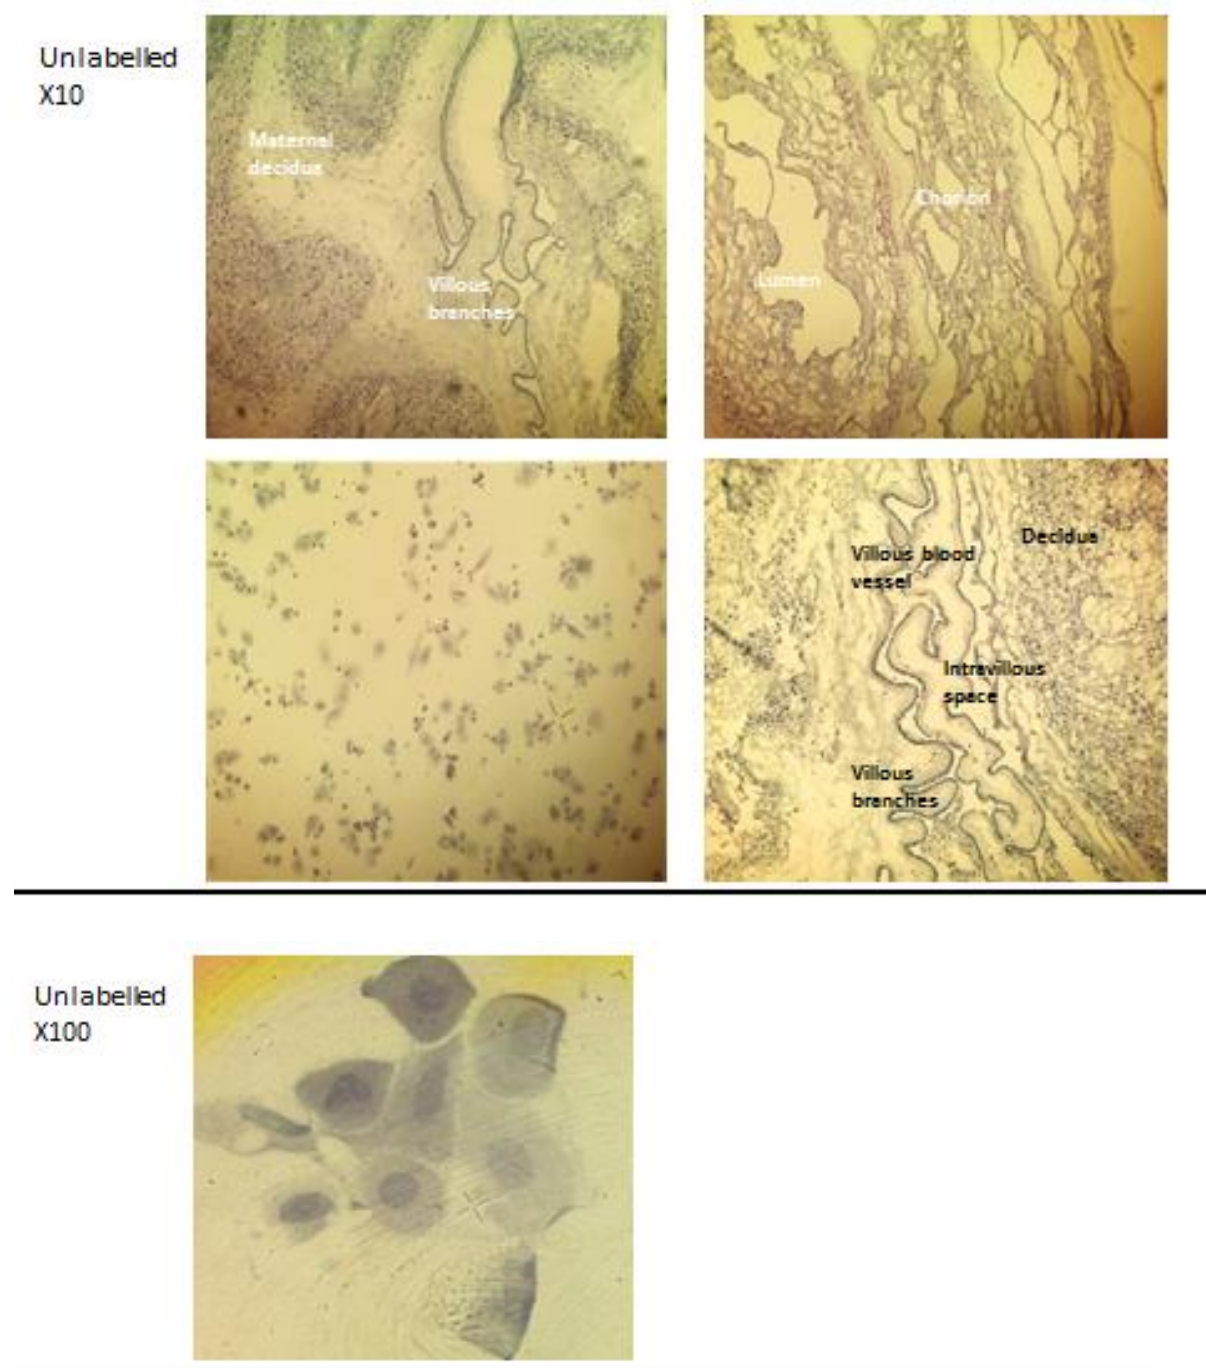 Unlabelled
X10
Maternal
decidua
Villous
branches
Chorion
Lumen
Villous blood
vessel
Decidua
Intravillous
space
Villous
branches
Unlabelled
X100